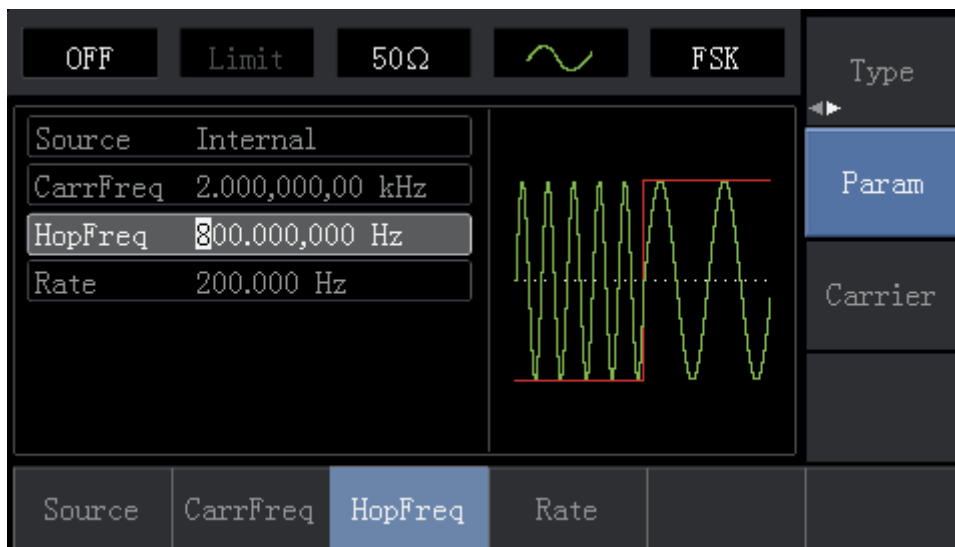 OFF Limit 50Ω FSK
Type
Source Internal
CarrFreq 2.000,000,00 kHz
Param
HopFreq 800.000,000 Hz
Rate 200.000 Hz
Carrier
Source CarrFreq HopFreq Rate